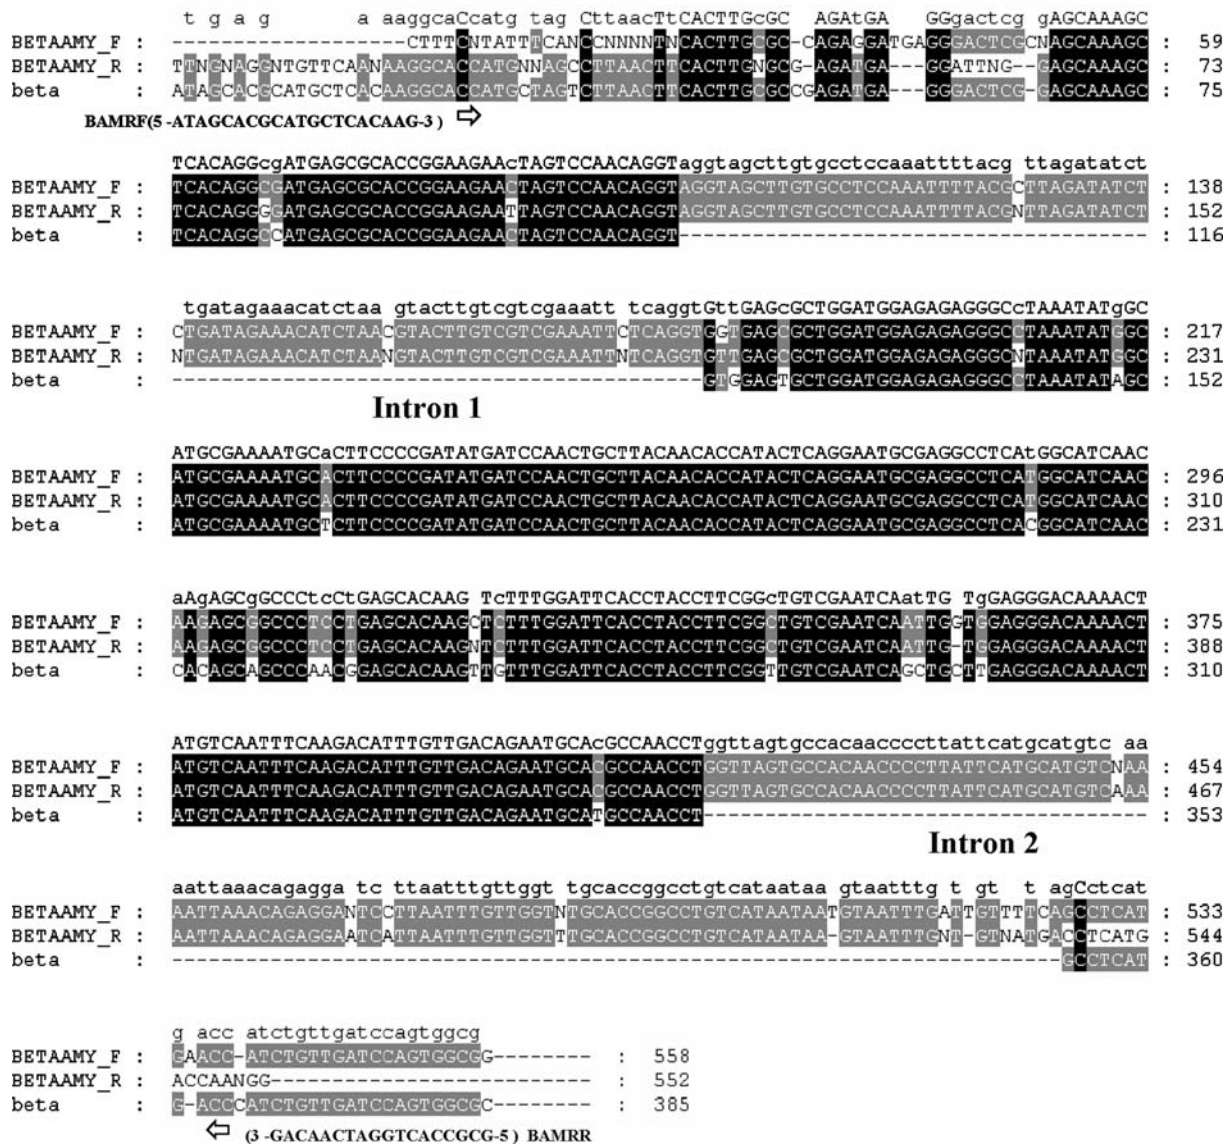 t g a g a a aaggcaCcatg tag CttaacTtCACTTGcGC AGAtGA GGgactcg gAGCAAAGC
BETAAMY_F : -------------------CTTTCNTATTTCANCCNNNNTNCACTTGCGC-CAGAGGATGAGGGACTCGCNAGCAAAGC : 59
BETAAMY_R : TTNGNAGGNTGTTCAANAAGGCACCATGNNAGCCTTAACTTCACTTGNGCG-AGATGA---GGATTNG--GAGCAAAGC : 73
beta : ATAGCACGCATGCTCACAAGGCACCATGCTAGTCTTAACTTCACTTGCGCCGAGATGA---GGGACTCGG-GAGCAAAGC : 75
BAMRF(5 -ATAGCACGCATGCTCACAAG-3 ) ⇨
TCACAGGcgATGAGCGCACCGGAAGAAcTAGTCCAACAGGTaggtagcttgtgcctccaaattttacg ttagatatct
BETAAMY_F : TCACAGGCGATGAGCGCACCGGAAGAACTAGTCCAACAGGTAGGTAGCTTGTGCCTCCAAATTTTACGCTTAGATATCT : 138
BETAAMY_R : TCACAGGGGATGAGCGCACCGGAAGAATTAGTCCAACAGGTAGGTAGCTTGTGCCTCCAAATTTTACGNTTAGATATCT : 152
beta : TCACAGGCCATGAGCGCACCGGAAGAACTAGTCCAACAGGT-------------------------------------- : 116
tgatagaaacatctaa gtacttgtcgtcgaaatt tcaggtGttGAGcGCTGGATGGAGAGAGGGCcTAAATATgGC
BETAAMY_F : CTGATAGAAACATCTAACGTACTTGTCGTCGAAATTCTCAGGTGGTGAGCGCTGGATGGAGAGAGGGCCTAAATATGGC : 217
BETAAMY_R : NTGATAGAAACATCTAANGTACTTGTCGTCGAAATTNTCAGGTGTTGAGCGCTGGATGGAGAGAGGGCNTAAATATGGC : 231
beta : -------------------------------------------GTGGAGTGCTGGATGGAGAGAGGGCCTAAATATAGC : 152
Intron 1
ATGCGAAAATGCaCTTCCCCGATATGATCCAACTGCTTACAACACCATACTCAGGAATGCGAGGCCTCAtGGCATCAAC
BETAAMY_F : ATGCGAAAATGCACTTCCCCGATATGATCCAACTGCTTACAACACCATACTCAGGAATGCGAGGCCTCATGGCATCAAC : 296
BETAAMY_R : ATGCGAAAATGCACTTCCCCGATATGATCCAACTGCTTACAACACCATACTCAGGAATGCGAGGCCTCATGGCATCAAC : 310
beta : ATGCGAAAATGCTCTTCCCCGATATGATCCAACTGCTTACAACACCATACTCAGGAATGCGAGGCCTCACGGCATCAAC : 231
aAgAGCgGCCCtcCtGAGCACAAG TcTTTGGATTCACCTACCTTCGGcTGTCGAATCAatTG TgGAGGGACAAAACT
BETAAMY_F : AAGAGCGGCCCTCCTGAGCACAAGCTCTTTGGATTCACCTACCTTCGGCTGTCGAATCAATTGGTGGAGGGACAAAACT : 375
BETAAMY_R : AAGAGCGGCCCTCCTGAGCACAAGNTCTTTGGATTCACCTACCTTCGGCTGTCGAATCAATTG-TGGAGGGACAAAACT : 388
beta : CACAGCAGCCCAACGGAGCACAAGTTGTTTGGATTCACCTACCTTCGGTTGTCGAATCAGCTGCTTGAGGGACAAAACT : 310
ATGTCAATTTCAAGACATTTGTTGACAGAATGCAcGCCAACCTggttagtgccacaaccccttattcatgcatgtc aa
BETAAMY_F : ATGTCAATTTCAAGACATTTGTTGACAGAATGCACGCCAACCTGGTTAGTGCCACAACCCCTTATTCATGCATGTCNAA : 454
BETAAMY_R : ATGTCAATTTCAAGACATTTGTTGACAGAATGCACGCCAACCTGGTTAGTGCCACAACCCCTTATTCATGCATGTCAAA : 467
beta : ATGTCAATTTCAAGACATTTGTTGACAGAATGCATGCCAACCT------------------------------------ : 353
Intron 2
aattaaacagagga tc ttaatttgttggt tgcaccggcctgtcataataa gtaatttg t gt t agCctcat
BETAAMY_F : AATTAAACAGAGGANTCCTTAATTTGTTGGTNTGCACCGGCCTGTCATAATAATGTAATTTGATTGTTTTCAGCCTCAT : 533
BETAAMY_R : AATTAAACAGAGGAATCATTAATTTGTTGGTTTGCACCGGCCTGTCATAATAA-GTAATTTGNT-GTNATGACCTCATG : 544
beta : ------------------------------------------------------------------------GCCTCAT : 360
g acc atctgttgatccagtggcg
BETAAMY_F : GAACC-ATCTGTTGATCCAGTGGCGG-------- : 558
BETAAMY_R : ACCAANGG-------------------------- : 552
beta : G-ACCCATCTGTTGATCCAGTGGCGC-------- : 385
⇦ (3 -GACAACTAGGTCACCGCG-5 ) BAMRR